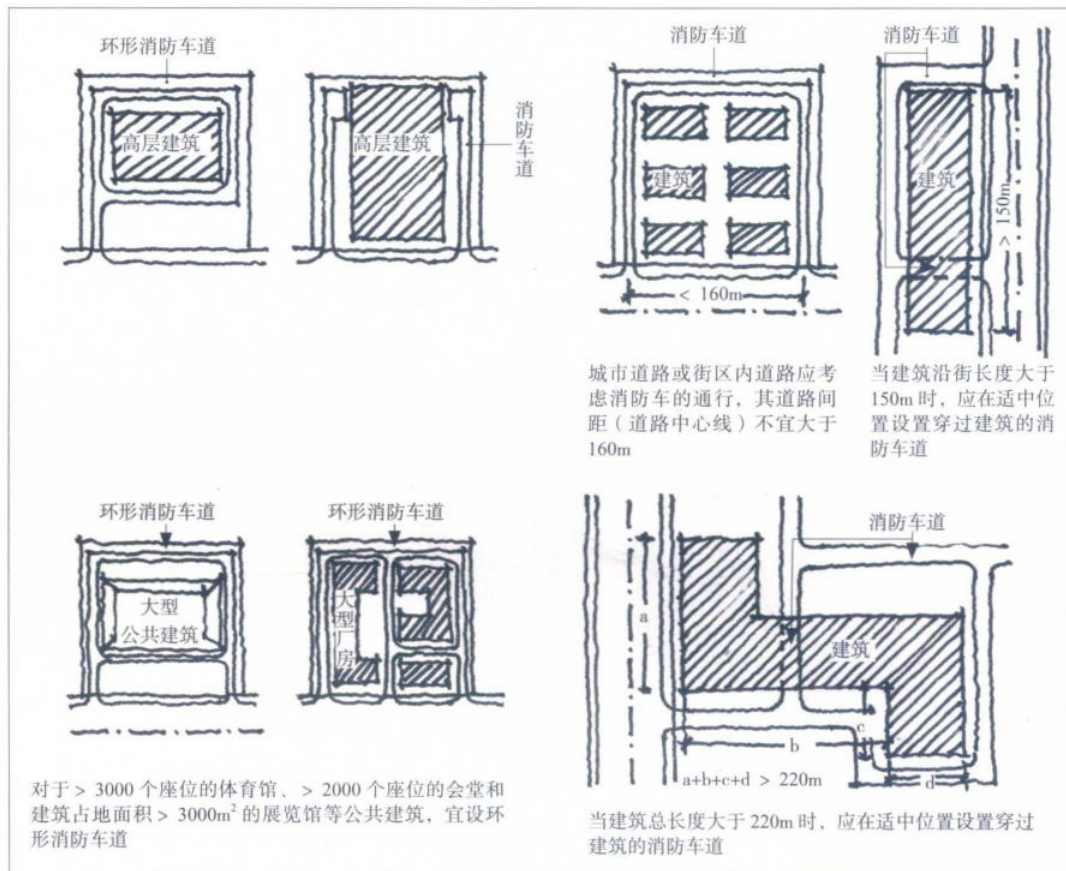 环形消防车道
高层建筑
高层建筑
消防车道
消防车道
建筑
< 160m
城市道路或街区内道路应考
虑消防车的通行，其道路间
距（道路中心线）不宜大于
160m
消防车道
建筑
> 150m
当建筑沿街长度大于
150m 时，应在适中位
置设置穿过建筑的消
防车道
环形消防车道
大型
公共建筑
环形消防车道
大型厂房
对于 > 3000 个座位的体育馆、> 2000 个座位的会堂和
建筑占地面积 > 3000m² 的展览馆等公共建筑，宜设环
形消防车道
消防车道
a
建筑
c
b
a+b+c+d > 220m
d
当建筑总长度大于 220m 时，应在适中位置设置穿过
建筑的消防车道